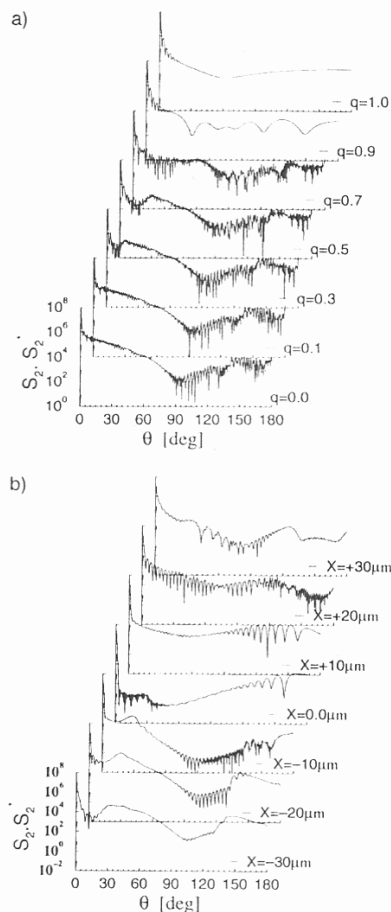 a)
q=1.0
q=0.9
q=0.7
q=0.5
q=0.3
q=0.1
q=0.0
S₂, S₂'
10⁸
10⁶
10⁴
10²
10⁰
0 30 60 90 120 150 180
θ [deg]
b)
X=+30μm
X=+20μm
X=+10μm
X=0.0μm
X=−10μm
X=−20μm
X=−30μm
S₂, S₂'
10⁸
10⁶
10⁴
10²
10⁰
10⁻²
0 30 60 90 120 150 180
θ [deg]